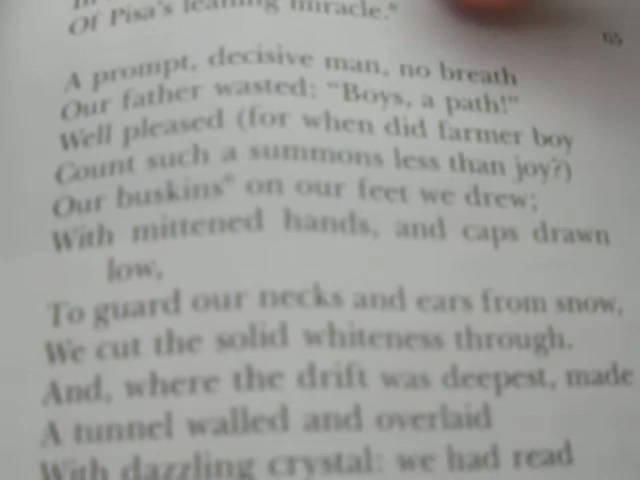 Of Pisa's leaning miracle.°
65
A prompt, decisive man, no breath
Our father wasted: "Boys, a path!"
Well pleased (for when did farmer boy
Count such a summons less than joy?)
Our buskins° on our feet we drew;
With mittened hands, and caps drawn
low,
To guard our necks and ears from snow,
We cut the solid whiteness through.
And, where the drift was deepest, made
A tunnel walled and overlaid
With dazzling crystal: we had read